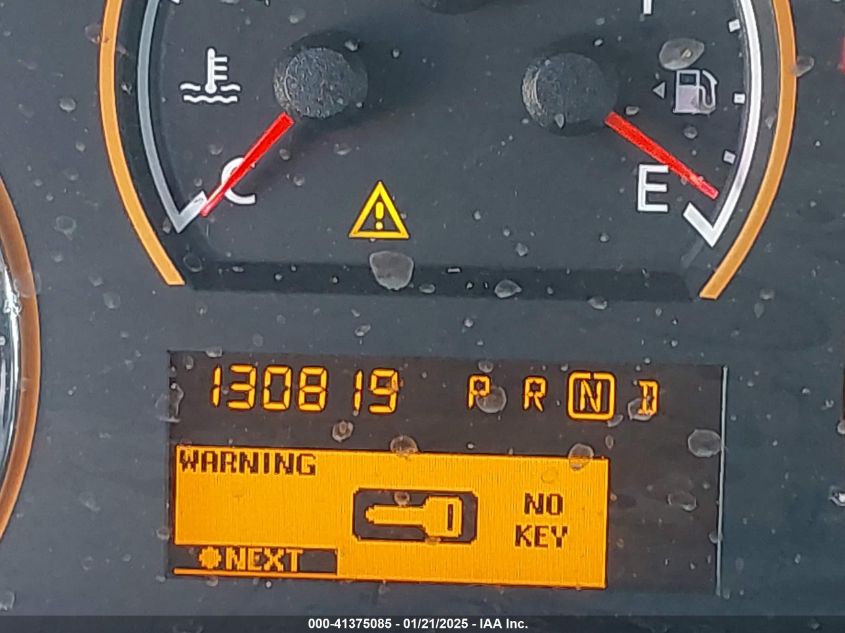 C
E
130819 P R N D
WARNING
NO
KEY
NEXT
000-41375085 - 01/21/2025 - IAA Inc.